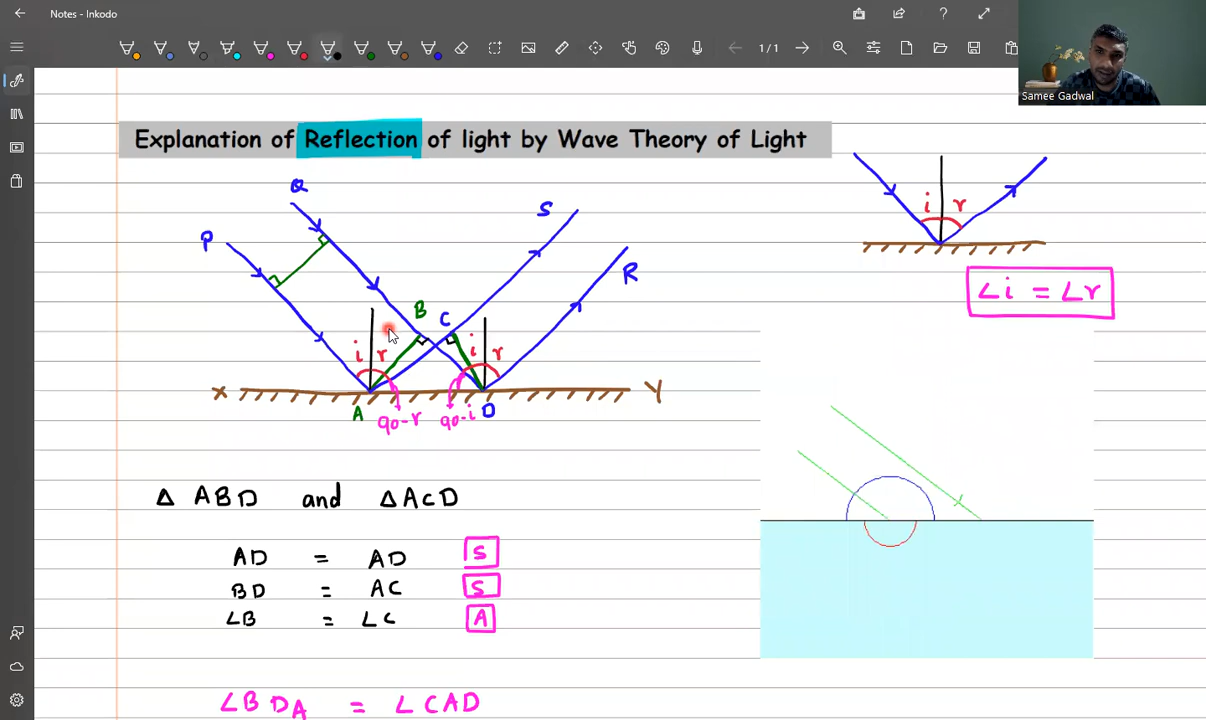 Notes - Inkodo
1/1
Samee Gadwal
Explanation of Reflection of light by Wave Theory of Light
Q
P
S
R
B
C
i
r
i
r
X
Y
A
D
90-r
90-i
i
r
∠i = ∠r
Δ ABD and ΔACD
AD = AD S
BD = AC S
∠B = ∠C A
∠BDA = ∠CAD